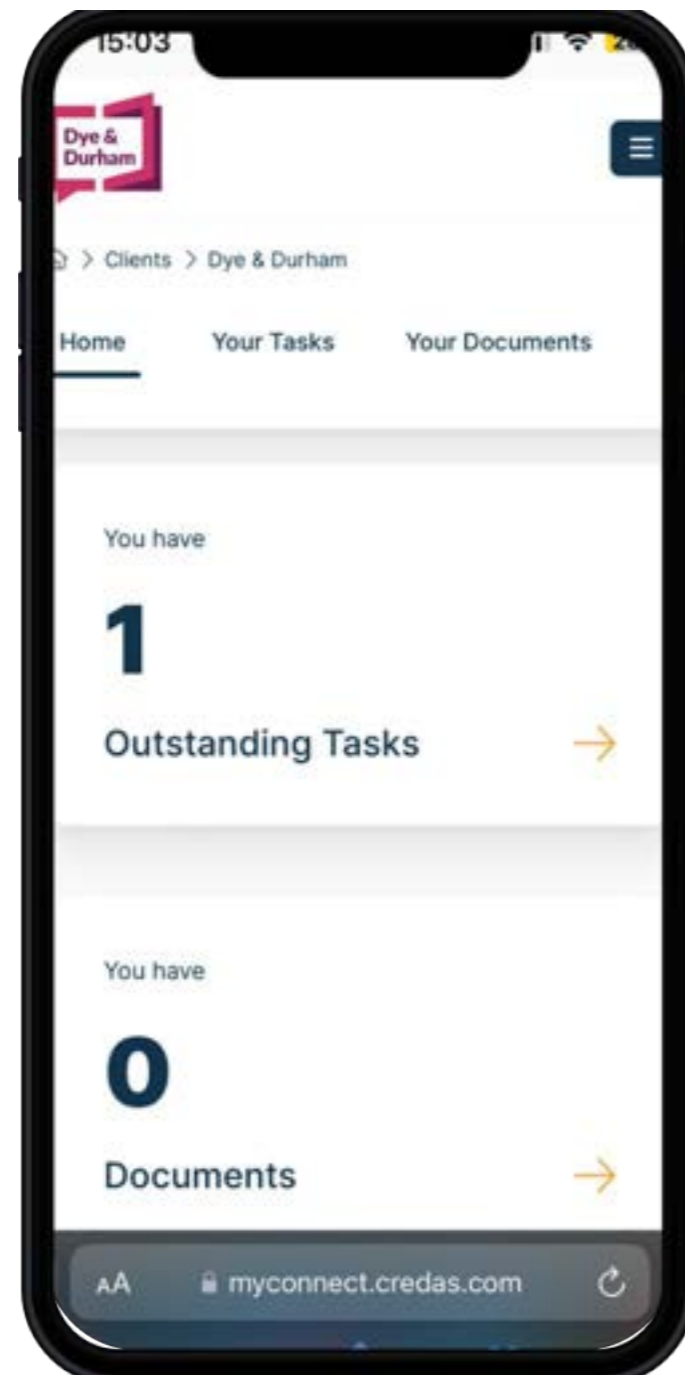 15:03
Dye &
Durham
> Clients > Dye & Durham
Home Your Tasks Your Documents
You have
1
Outstanding Tasks
You have
0
Documents
AA myconnect.credas.com